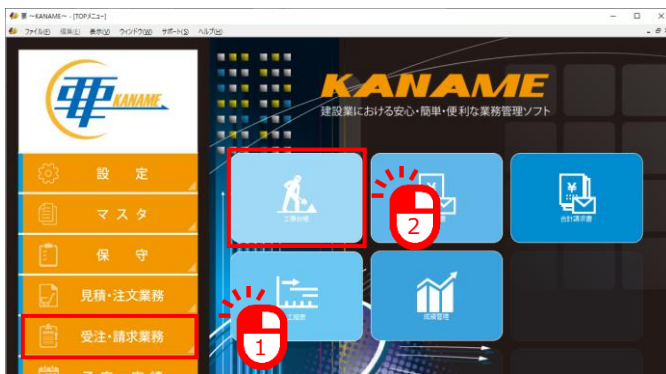 要 ～KANAME～ - [TOPメニュー]
ファイル(F) 編集(E) 表示(V) ウィンドウ(W) サポート(S) ヘルプ(H)
KANAME
KANAME
建設業における安心・簡単・便利な業務管理ソフト
設 定
マ ス タ
保 守
見積・注文業務
受注・請求業務
工事台帳
2
合計請求書
1
成績管理